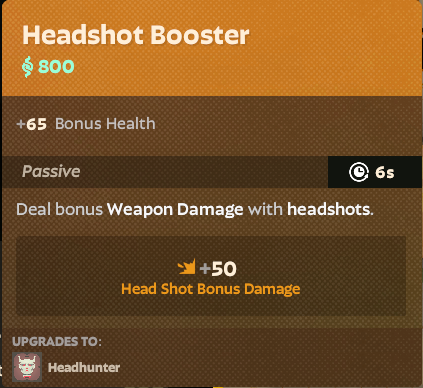 Headshot Booster
800
+65 Bonus Health
Passive
6s
Deal bonus Weapon Damage with headshots.
+50
Head Shot Bonus Damage
UPGRADES TO:
Headhunter